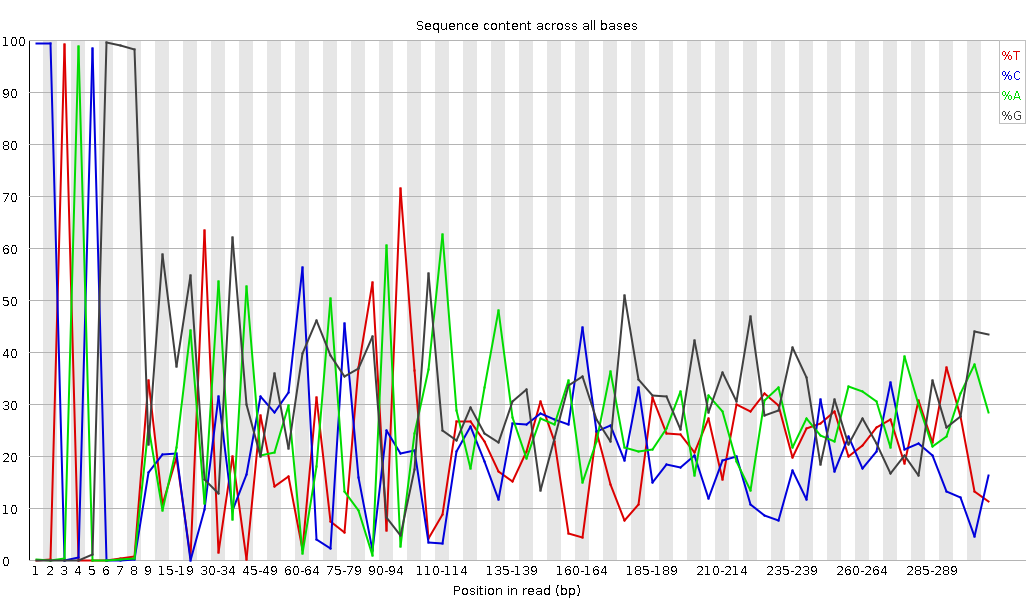 Sequence content across all bases
100
90
80
70
60
50
40
30
20
10
0
%T
%C
%A
%G
1 2 3 4 5 6 7 8 9 15-19 30-34 45-49 60-64 75-79 90-94 110-114 135-139 160-164 185-189 210-214 235-239 260-264 285-289
Position in read (bp)